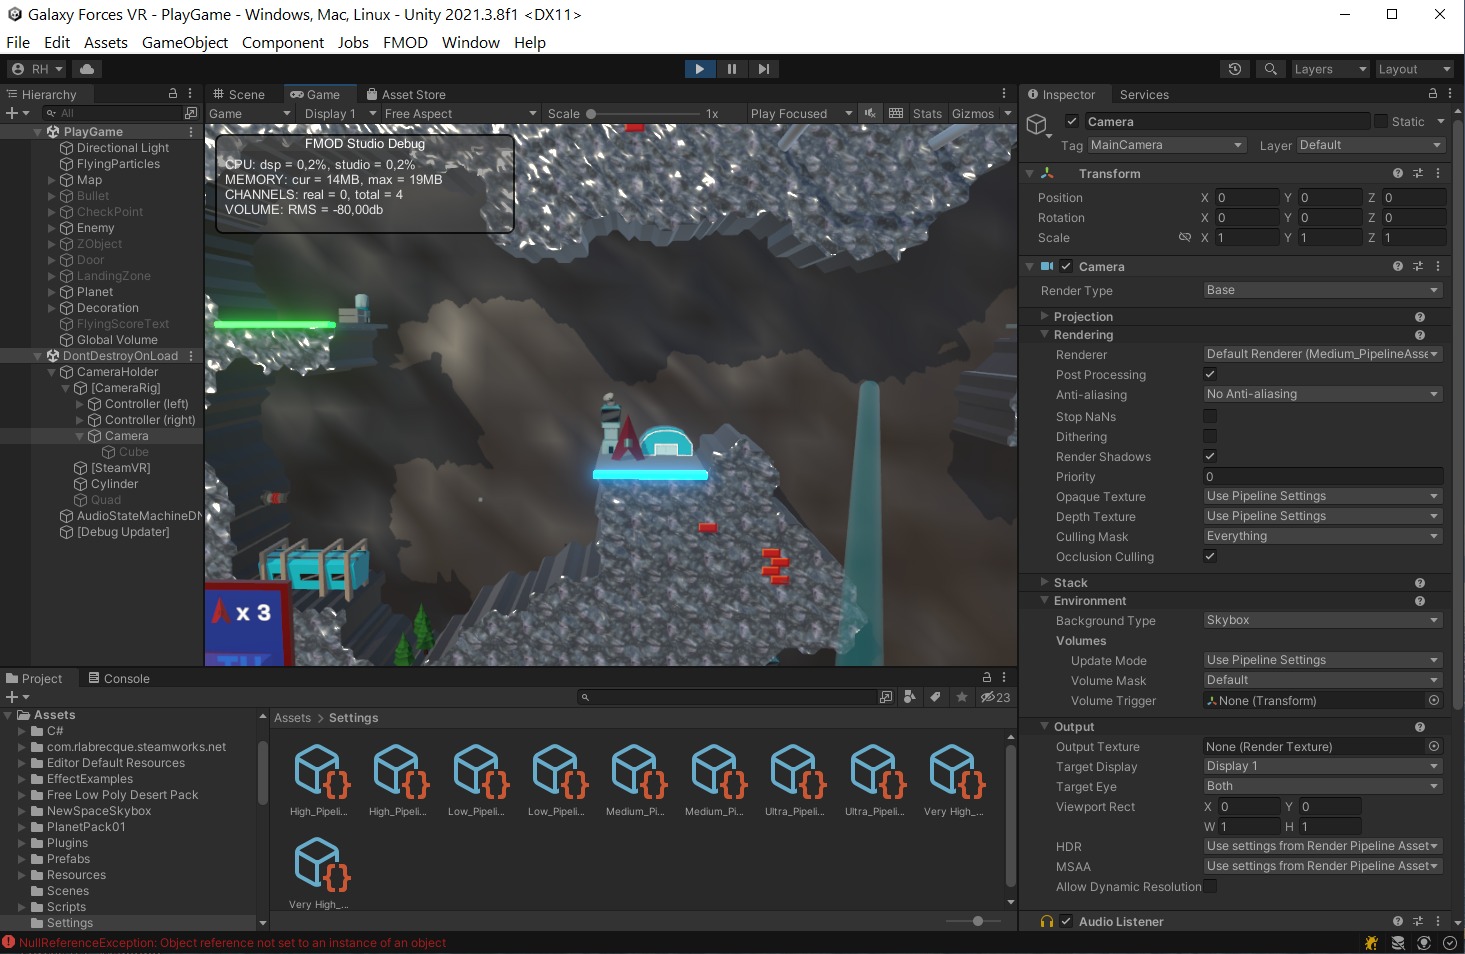 Galaxy Forces VR - PlayGame - Windows, Mac, Linux - Unity 2021.3.8f1 <DX11>
File Edit Assets GameObject Component Jobs FMOD Window Help
RH Layers Layout
Hierarchy
All
PlayGame
Directional Light
FlyingParticles
Map
Bullet
CheckPoint
Enemy
ZObject
Door
LandingZone
Planet
Decoration
FlyingScoreText
Global Volume
DontDestroyOnLoad
CameraHolder
[CameraRig]
Controller (left)
Controller (right)
Camera
Cube
[SteamVR]
Cylinder
Quad
AudioStateMachineDN
[Debug Updater]
Scene Game Asset Store
Game Display 1 Free Aspect Scale 1x Play Focused Stats Gizmos
FMOD Studio Debug
CPU: dsp = 0,2%, studio = 0,2%
MEMORY: cur = 14MB, max = 19MB
CHANNELS: real = 0, total = 4
VOLUME: RMS = -80,00db
x 3
Inspector Services
Camera Static
Tag MainCamera Layer Default
Transform
Position X 0 Y 0 Z 0
Rotation X 0 Y 0 Z 0
Scale X 1 Y 1 Z 1
Camera
Render Type Base
Projection
Rendering
Renderer Default Renderer (Medium_PipelineAsse
Post Processing
Anti-aliasing No Anti-aliasing
Stop NaNs
Dithering
Render Shadows
Priority 0
Opaque Texture Use Pipeline Settings
Depth Texture Use Pipeline Settings
Culling Mask Everything
Occlusion Culling
Stack
Environment
Background Type Skybox
Volumes
Update Mode Use Pipeline Settings
Volume Mask Default
Volume Trigger None (Transform)
Output
Output Texture None (Render Texture)
Target Display Display 1
Target Eye Both
Viewport Rect X 0 Y 0
W 1 H 1
HDR Use settings from Render Pipeline Asset
MSAA Use settings from Render Pipeline Asset
Allow Dynamic Resolution
Audio Listener
Project Console
23
Assets
C#
com.rlabrecque.steamworks.net
Editor Default Resources
EffectExamples
Free Low Poly Desert Pack
NewSpaceSkybox
PlanetPack01
Plugins
Prefabs
Resources
Scenes
Scripts
Settings
Assets > Settings
High_Pipeli... High_Pipeli... Low_Pipeli... Low_Pipeli... Medium_Pi... Medium_Pi... Ultra_Pipeli... Ultra_Pipeli... Very High_...
Very High_...
NullReferenceException: Object reference not set to an instance of an object